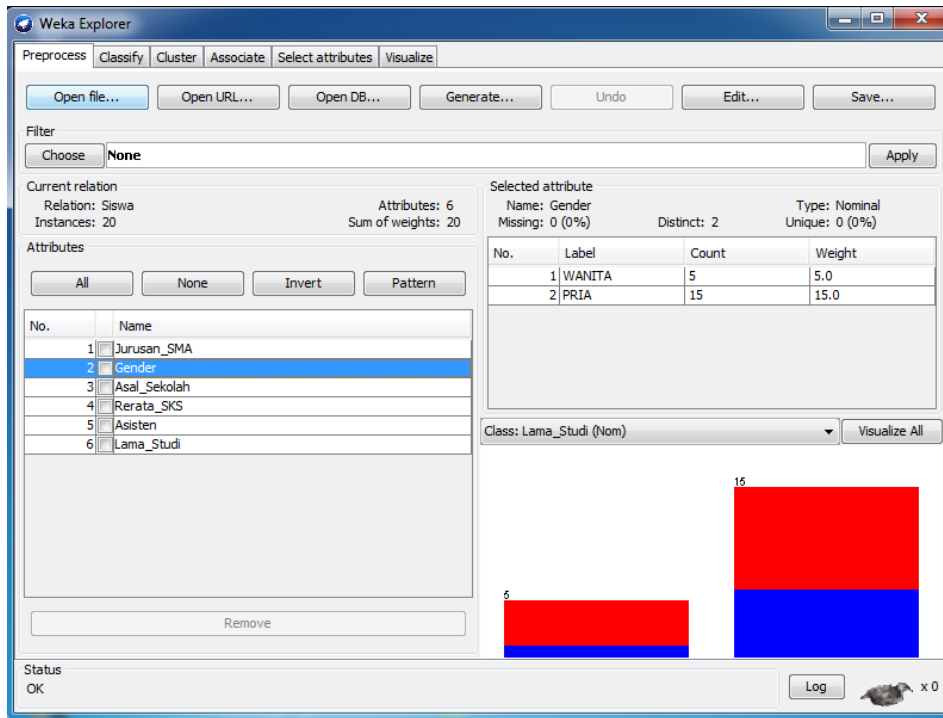 Weka Explorer
Preprocess Classify Cluster Associate Select attributes Visualize
Open file... Open URL... Open DB... Generate... Undo Edit... Save...
Filter
Choose None Apply
Current relation
Relation: Siswa Attributes: 6
Instances: 20 Sum of weights: 20
Attributes
All None Invert Pattern
No. Name
1 Jurusan_SMA
2 Gender
3 Asal_Sekolah
4 Rerata_SKS
5 Asisten
6 Lama_Studi
Remove
Selected attribute
Name: Gender Type: Nominal
Missing: 0 (0%) Distinct: 2 Unique: 0 (0%)
No. Label Count Weight
1 WANITA 5 5.0
2 PRIA 15 15.0
Class: Lama_Studi (Nom) Visualize All
15
5
Status
OK
Log x 0